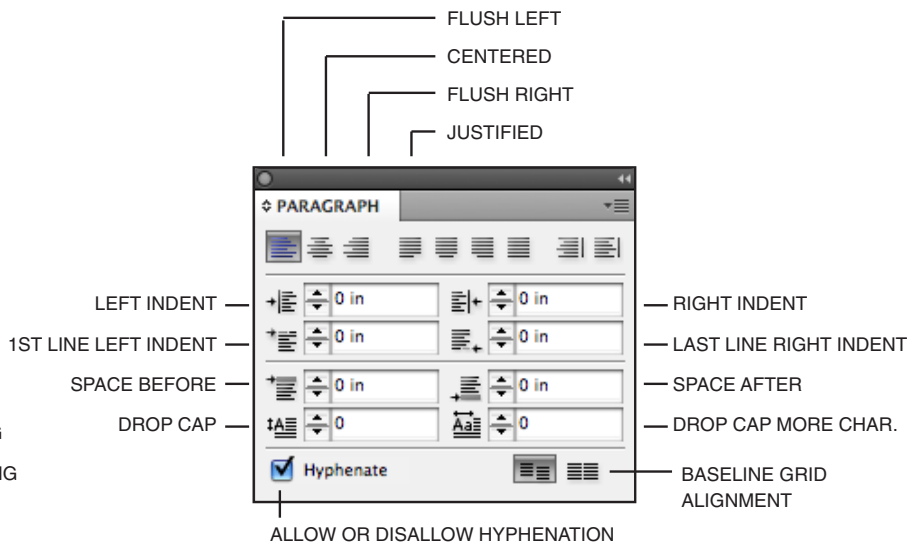 FLUSH LEFT
CENTERED
FLUSH RIGHT
JUSTIFIED
PARAGRAPH
LEFT INDENT
0 in
0 in
RIGHT INDENT
1ST LINE LEFT INDENT
0 in
0 in
LAST LINE RIGHT INDENT
SPACE BEFORE
0 in
0 in
SPACE AFTER
DROP CAP
0
0
DROP CAP MORE CHAR.
G
NG
Hyphenate
BASELINE GRID
ALIGNMENT
ALLOW OR DISALLOW HYPHENATION